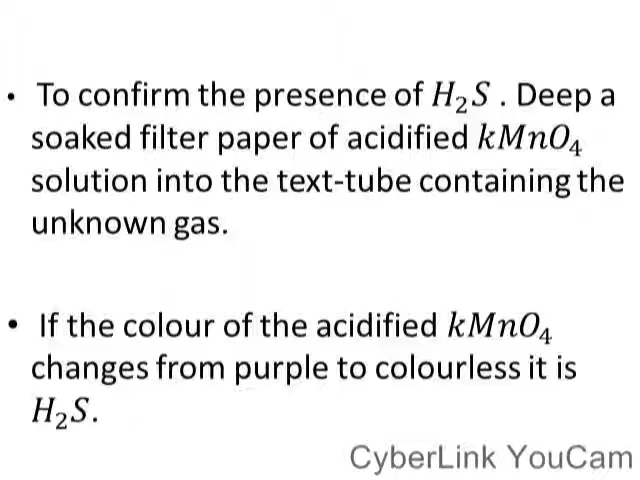 • To confirm the presence of H₂S . Deep a
soaked filter paper of acidified kMnO₄
solution into the text-tube containing the
unknown gas.
• If the colour of the acidified kMnO₄
changes from purple to colourless it is
H₂S.
CyberLink YouCam